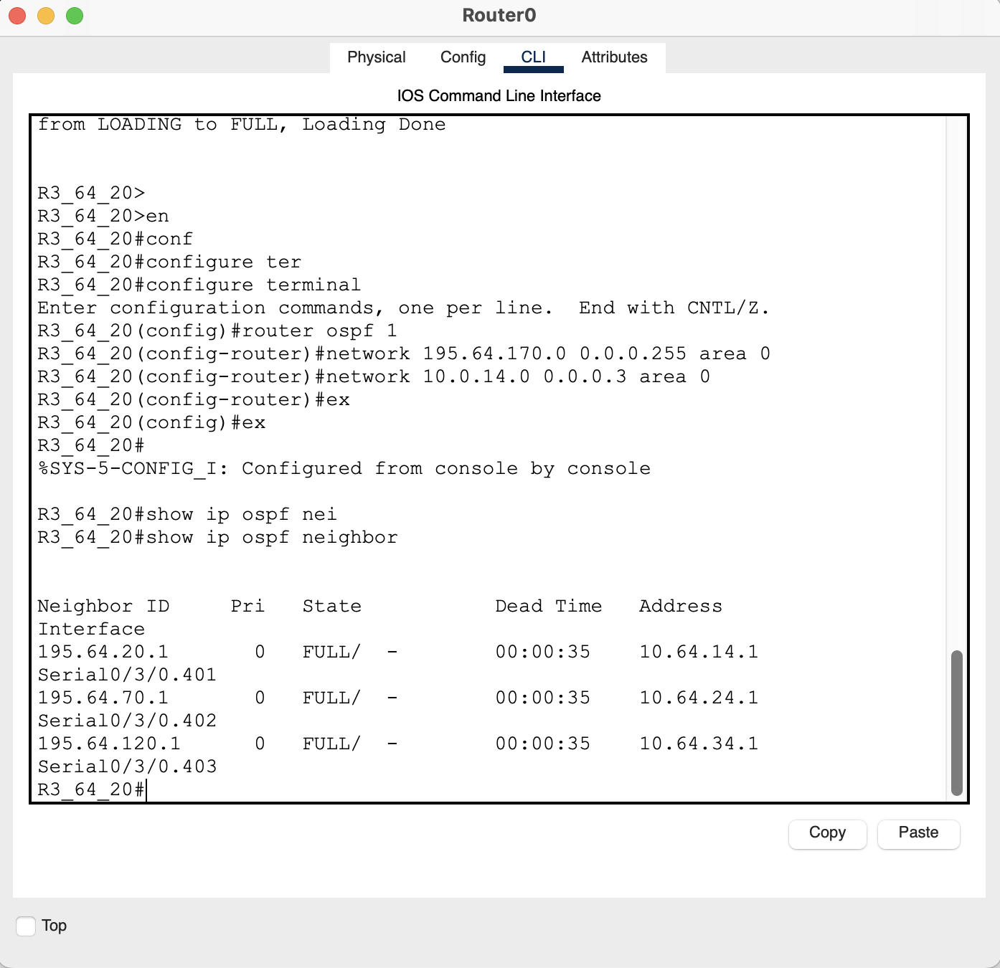 Router0
Physical Config CLI Attributes
IOS Command Line Interface
from LOADING to FULL, Loading Done
R3_64_20>
R3_64_20>en
R3_64_20#conf
R3_64_20#configure ter
R3_64_20#configure terminal
Enter configuration commands, one per line.  End with CNTL/Z.
R3_64_20(config)#router ospf 1
R3_64_20(config-router)#network 195.64.170.0 0.0.0.255 area 0
R3_64_20(config-router)#network 10.0.14.0 0.0.0.3 area 0
R3_64_20(config-router)#ex
R3_64_20(config)#ex
R3_64_20#
%SYS-5-CONFIG_I: Configured from console by console
R3_64_20#show ip ospf nei
R3_64_20#show ip ospf neighbor
Neighbor ID     Pri   State           Dead Time   Address
Interface
195.64.20.1       0   FULL/  -        00:00:35    10.64.14.1
Serial0/3/0.401
195.64.70.1       0   FULL/  -        00:00:35    10.64.24.1
Serial0/3/0.402
195.64.120.1      0   FULL/  -        00:00:35    10.64.34.1
Serial0/3/0.403
R3_64_20#
Copy Paste
Top